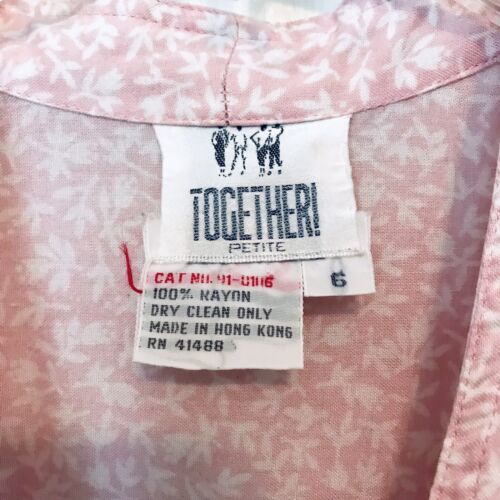 TOGETHER!
PETITE
6
CAT NO. 91-0106
100% RAYON
DRY CLEAN ONLY
MADE IN HONG KONG
RN 41488